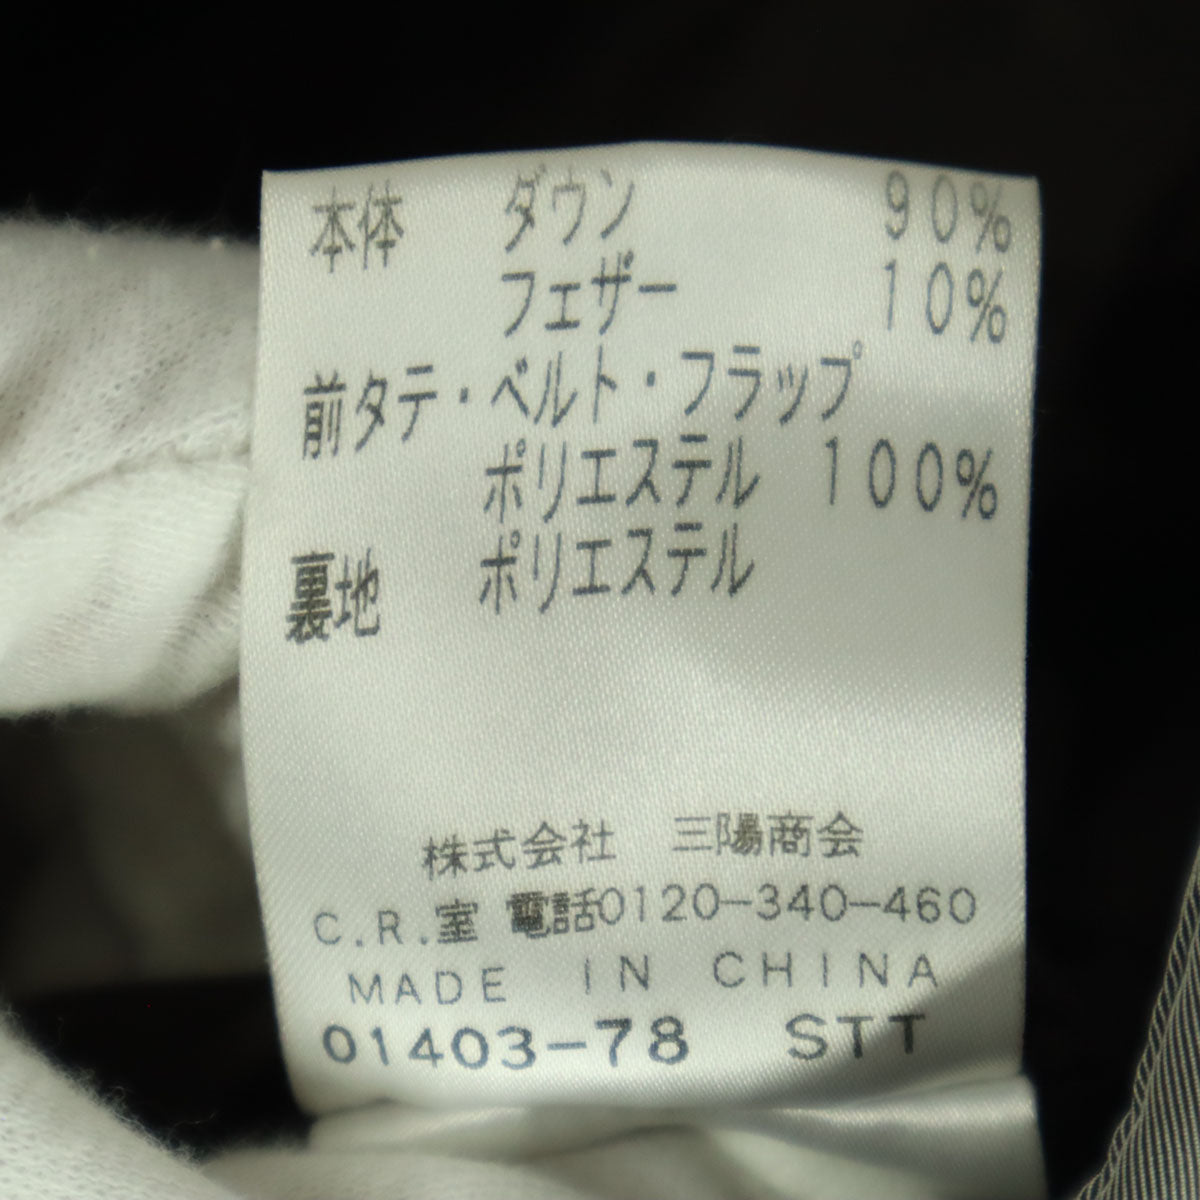 本体 ダウン 90%
フェザー 10%
前タテ・ベルト・フラップ
ポリエステル 100%
裏地 ポリエステル
株式会社 三陽商会
C.R.室 電話0120-340-460
MADE IN CHINA
01403-78 STT